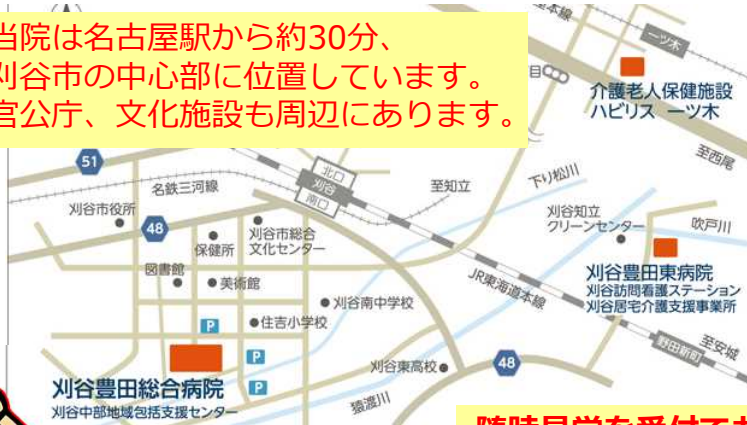 当院は名古屋駅から約30分、
刈谷市の中心部に位置しています。
官公庁、文化施設も周辺にあります。
一ツ木
介護老人保健施設
ハビリス 一ツ木
至西尾
51
名鉄三河線
北口
刈谷
南口
至知立
下り松川
刈谷市役所
48
保健所
刈谷市総合
文化センター
刈谷知立
クリーンセンター
吹戸川
図書館
美術館
JR東海道本線
刈谷豊田東病院
刈谷訪問看護ステーション
刈谷居宅介護支援事業所
刈谷南中学校
P
住吉小学校
P
野田新町
至安城
刈谷東高校
48
刈谷豊田総合病院
P
刈谷中部地域包括支援センター
猿渡川